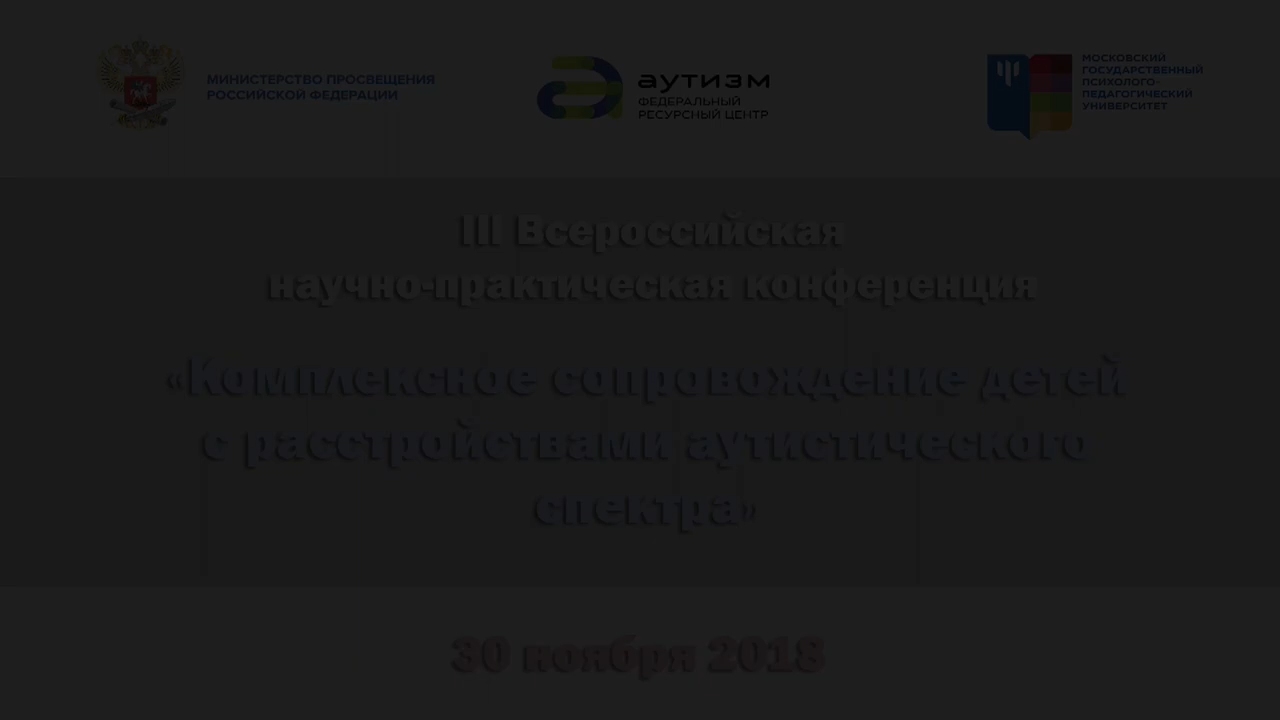 МИНИСТЕРСТВО ПРОСВЕЩЕНИЯ
РОССИЙСКОЙ ФЕДЕРАЦИИ
аутизм
ФЕДЕРАЛЬНЫЙ
РЕСУРСНЫЙ ЦЕНТР
МОСКОВСКИЙ
ГОСУДАРСТВЕННЫЙ
ПСИХОЛОГО-
ПЕДАГОГИЧЕСКИЙ
УНИВЕРСИТЕТ
III Всероссийская
научно-практическая конференция
«Комплексное сопровождение детей
с расстройствами аутистического
спектра»
30 ноября 2018